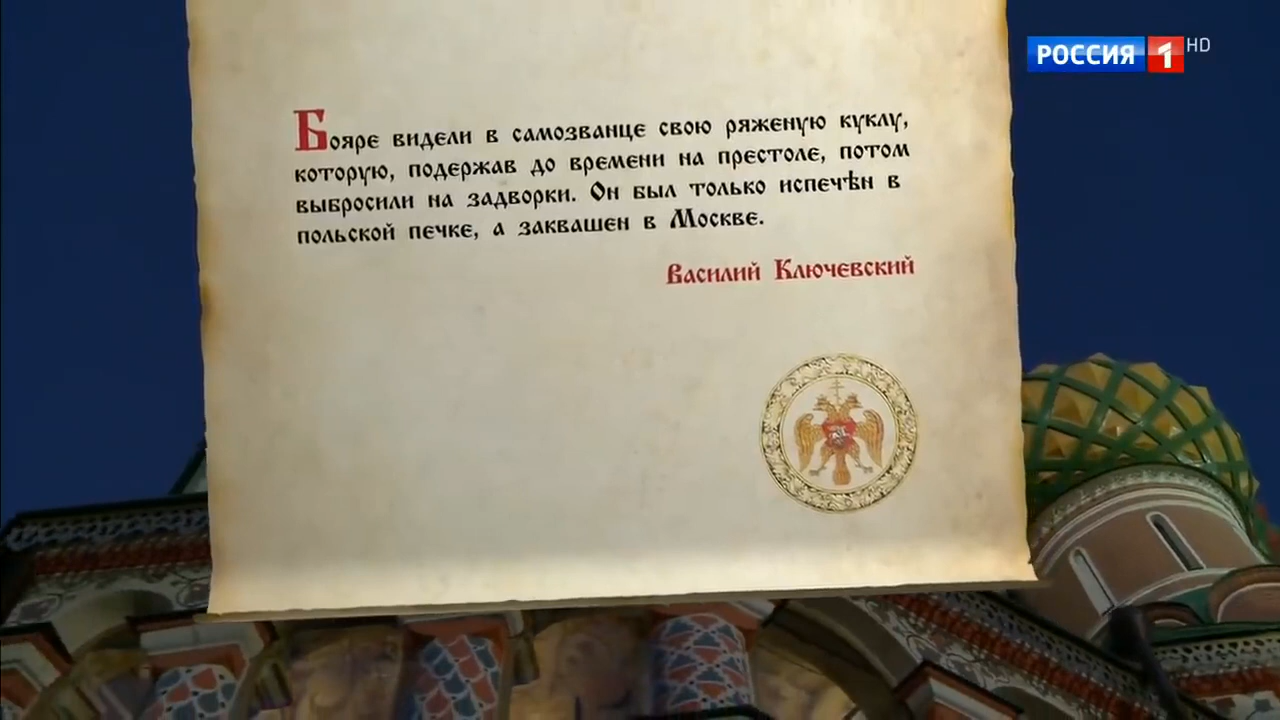 РОССИЯ 1 HD
Бояре видели в самозванце свою ряженую куклу,
которую, подержав до времени на престоле, потом
выбросили на задворки. Он был только испечѣн в
польской печке, а заквашен в Москве.
Василий Ключевский